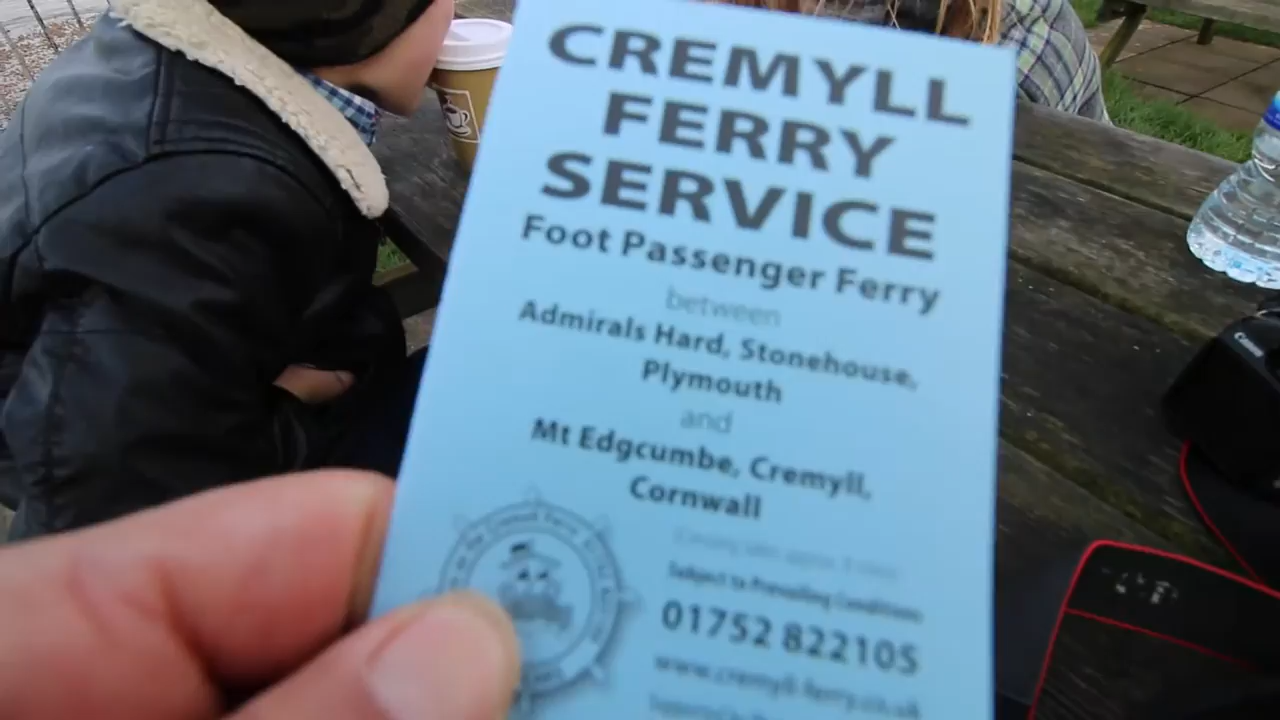 CREMYLL
FERRY
SERVICE
Foot Passenger Ferry
between
Admirals Hard, Stonehouse,
Plymouth
and
Mt Edgcumbe, Cremyll,
Cornwall
Subject to Prevailing Conditions
01752 822105
www.cremyll-ferry.co.uk
Canon